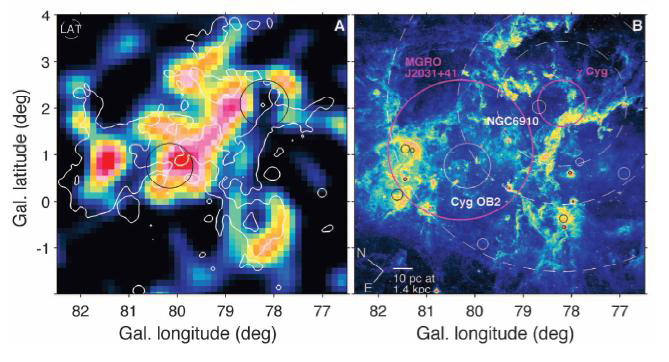 LAT
A
4
3
2
1
0
-1
82
81
80
79
78
77
Gal. latitude (deg)
Gal. longitude (deg)
B
MGRO
J2031+41
γ Cyg
NGC6910
Cyg OB2
N
E
10 pc at
1.4 kpc
82
81
80
79
78
77
Gal. longitude (deg)